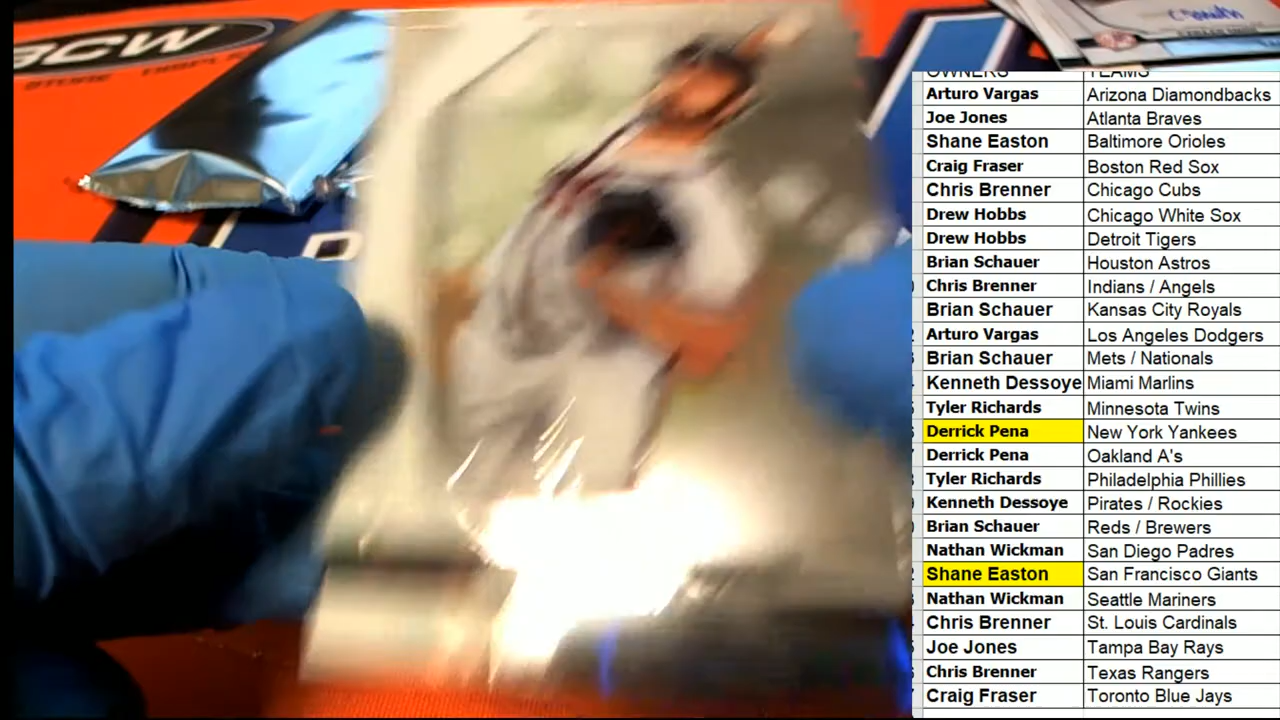 BCW
OWNERS TEAMS
Arturo Vargas Arizona Diamondbacks
Joe Jones Atlanta Braves
Shane Easton Baltimore Orioles
Craig Fraser Boston Red Sox
Chris Brenner Chicago Cubs
Drew Hobbs Chicago White Sox
Drew Hobbs Detroit Tigers
Brian Schauer Houston Astros
Chris Brenner Indians / Angels
Brian Schauer Kansas City Royals
Arturo Vargas Los Angeles Dodgers
Brian Schauer Mets / Nationals
Kenneth Dessoye Miami Marlins
Tyler Richards Minnesota Twins
Derrick Pena New York Yankees
Derrick Pena Oakland A's
Tyler Richards Philadelphia Phillies
Kenneth Dessoye Pirates / Rockies
Brian Schauer Reds / Brewers
Nathan Wickman San Diego Padres
Shane Easton San Francisco Giants
Nathan Wickman Seattle Mariners
Chris Brenner St. Louis Cardinals
Joe Jones Tampa Bay Rays
Chris Brenner Texas Rangers
Craig Fraser Toronto Blue Jays